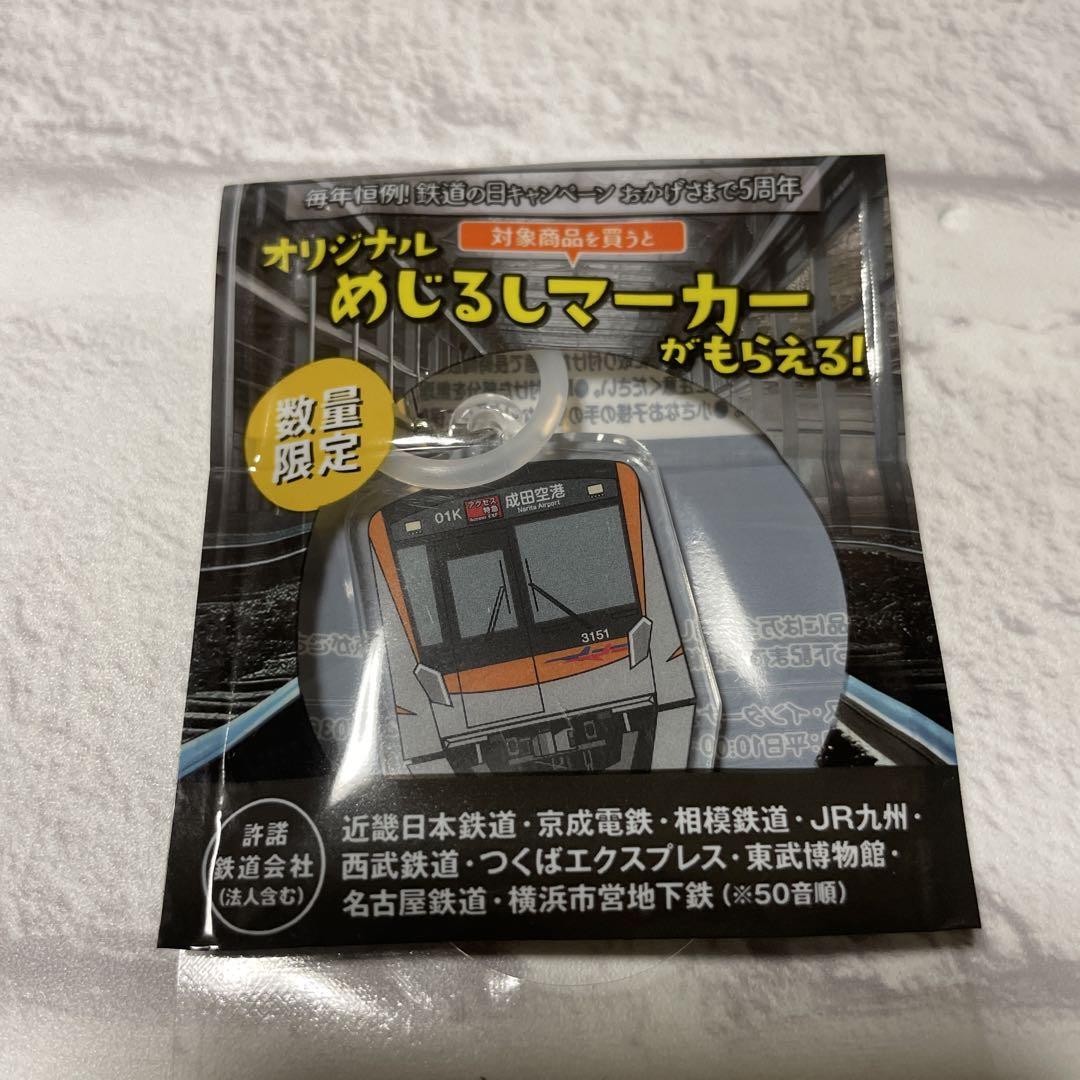 毎年恒例!鉄道の日キャンペーン おかげさまで5周年
対象商品を買うと
オリジナル
めじるしマーカー
がもらえる!
数量
限定
01K アクセス特急 成田空港
Narita Airport
3151
許諾
鉄道会社
(法人含む)
近畿日本鉄道・京成電鉄・相模鉄道・JR九州・
西武鉄道・つくばエクスプレス・東武博物館・
名古屋鉄道・横浜市営地下鉄(※50音順)